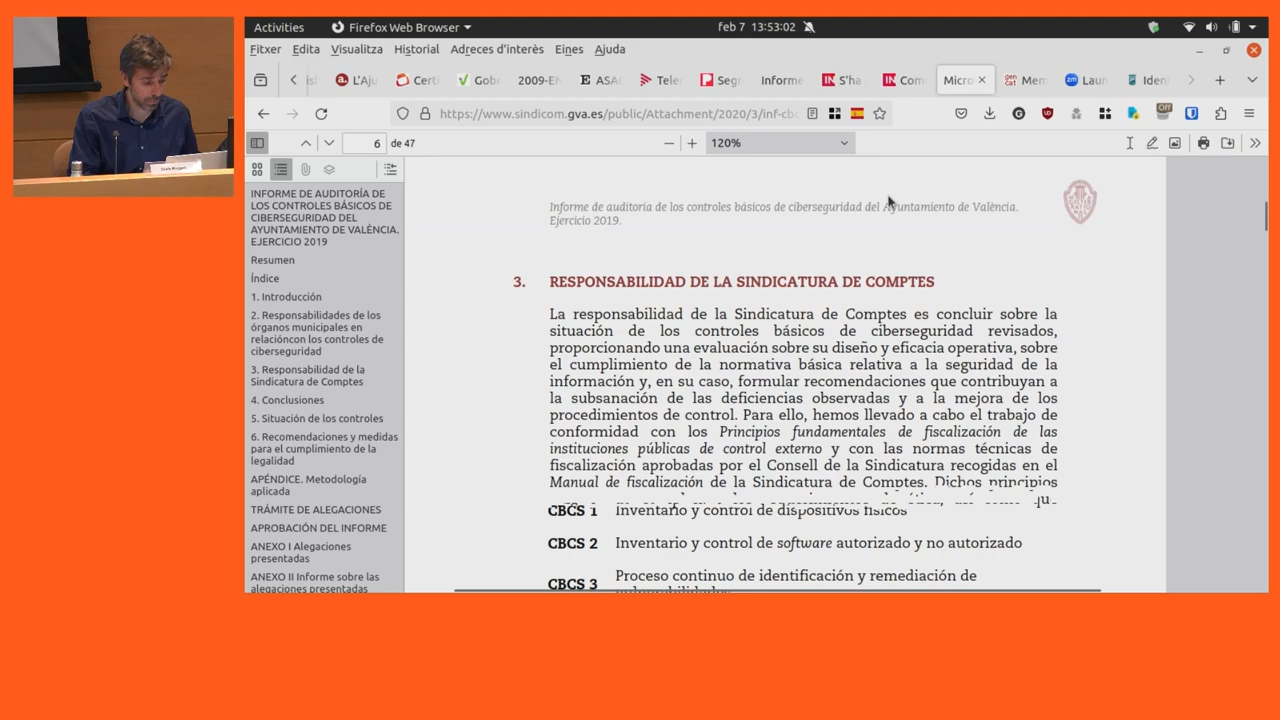 Activities
Firefox Web Browser
feb 7 13:53:02
Fitxer Edita Visualitza Historial Adreces d'interès Eines Ajuda
L'Aju Certi Gobe 2009-EN ASA Tele Segr Informe S'ha Com Micro Mem Laun Iden
https://www.sindicom.gva.es/public/Attachment/2020/3/inf-cbc
Off
6 de 47
120%
INFORME DE AUDITORÍA DE
LOS CONTROLES BÁSICOS DE
CIBERSEGURIDAD DEL
AYUNTAMIENTO DE VALÈNCIA.
EJERCICIO 2019
Resumen
Índice
1. Introducción
2. Responsabilidades de los
órganos municipales en
relacióncon los controles de
ciberseguridad
3. Responsabilidad de la
Sindicatura de Comptes
4. Conclusiones
5. Situación de los controles
6. Recomendaciones y medidas
para el cumplimiento de la
legalidad
APÉNDICE. Metodología
aplicada
TRÁMITE DE ALEGACIONES
APROBACIÓN DEL INFORME
ANEXO I Alegaciones
presentadas
ANEXO II Informe sobre las
alegaciones presentadas
Informe de auditoría de los controles básicos de ciberseguridad del Ayuntamiento de València.
Ejercicio 2019.
3. RESPONSABILIDAD DE LA SINDICATURA DE COMPTES
La responsabilidad de la Sindicatura de Comptes es concluir sobre la
situación de los controles básicos de ciberseguridad revisados,
proporcionando una evaluación sobre su diseño y eficacia operativa, sobre
el cumplimiento de la normativa básica relativa a la seguridad de la
información y, en su caso, formular recomendaciones que contribuyan a
la subsanación de las deficiencias observadas y a la mejora de los
procedimientos de control. Para ello, hemos llevado a cabo el trabajo de
conformidad con los Principios fundamentales de fiscalización de las
instituciones públicas de control externo y con las normas técnicas de
fiscalización aprobadas por el Consell de la Sindicatura recogidas en el
Manual de fiscalización de la Sindicatura de Comptes. Dichos principios
que
CBCS 1 Inventario y control de dispositivos físicos
CBCS 2 Inventario y control de software autorizado y no autorizado
CBCS 3 Proceso continuo de identificación y remediación de